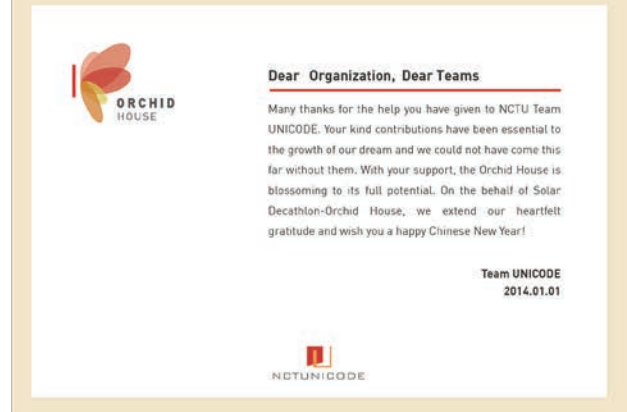 ORCHID
HOUSE
Dear Organization, Dear Teams
Many thanks for the help you have given to NCTU Team
UNICODE. Your kind contributions have been essential to
the growth of our dream and we could not have come this
far without them. With your support, the Orchid House is
blossoming to its full potential. On the behalf of Solar
Decathlon-Orchid House, we extend our heartfelt
gratitude and wish you a happy Chinese New Year!
Team UNICODE
2014.01.01
NCTUNICODE